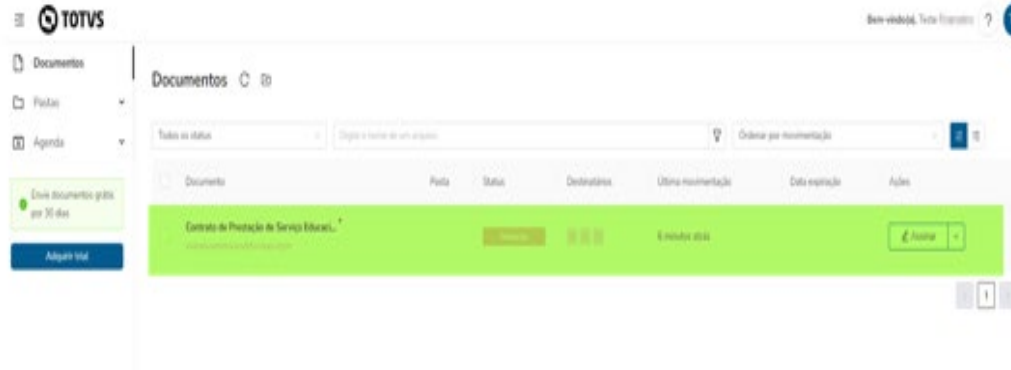 TOTVS
Bem-vindo(a), Teste Financeiro ?
Documentos
Pastas
Agenda
Envie documentos grátis
por 30 dias
Adquirir trial
Documentos
Todos os status
Digite o nome de um arquivo
Ordenar por movimentação
Documento Pasta Status Destinatários Última movimentação Data expiração Ações
Contrato de Prestação de Serviço Educaci...
6 minutos atrás
Assinar
1